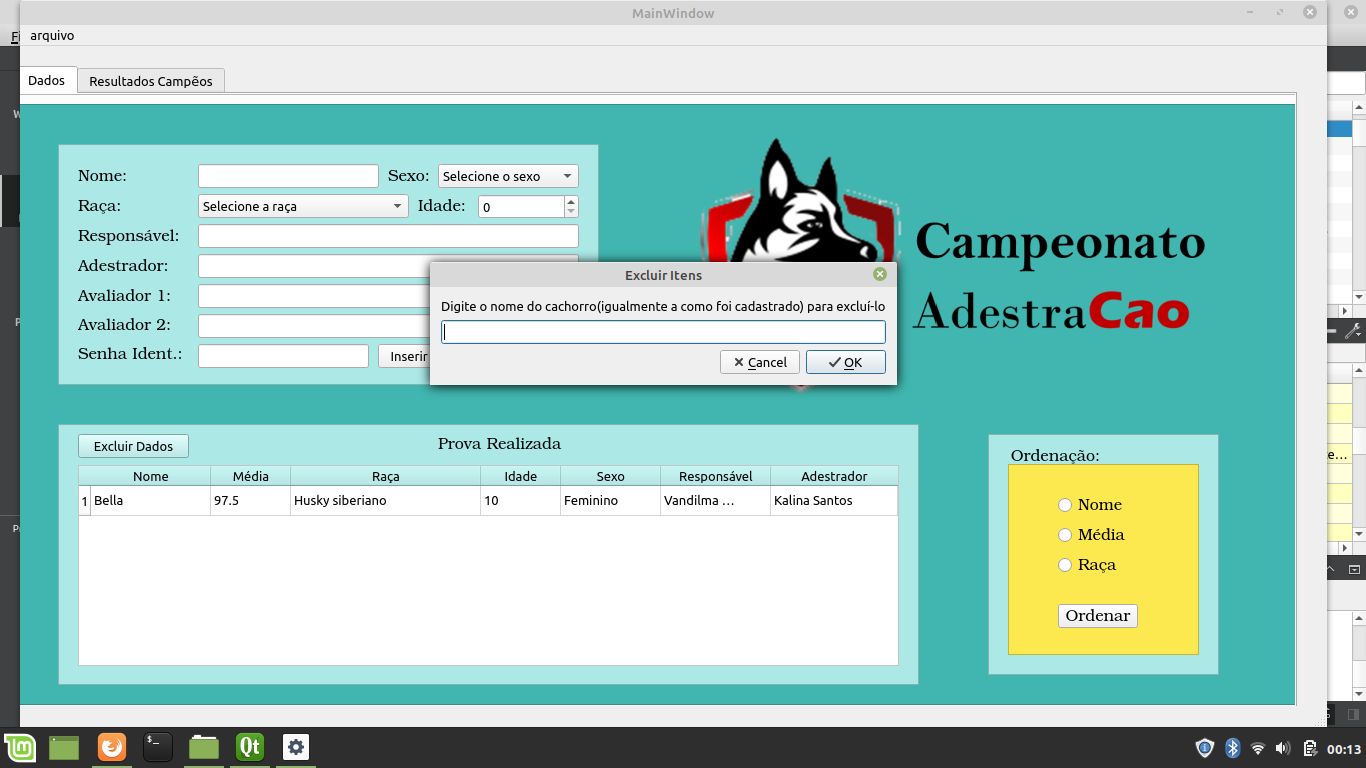 MainWindow
arquivo
Dados
Resultados Campêos
Nome:
Sexo:
Selecione o sexo
Raça:
Selecione a raça
Idade:
0
Responsável:
Adestrador:
Avaliador 1:
Avaliador 2:
Senha Ident.:
Inserir
Campeonato
AdestraCao
Excluir Itens
Digite o nome do cachorro(igualmente a como foi cadastrado) para excluí-lo
Cancel
OK
Excluir Dados
Prova Realizada
Nome Média Raça Idade Sexo Responsável Adestrador
1 Bella 97.5 Husky siberiano 10 Feminino Vandilma ... Kalina Santos
Ordenação:
Nome
Média
Raça
Ordenar
00:13